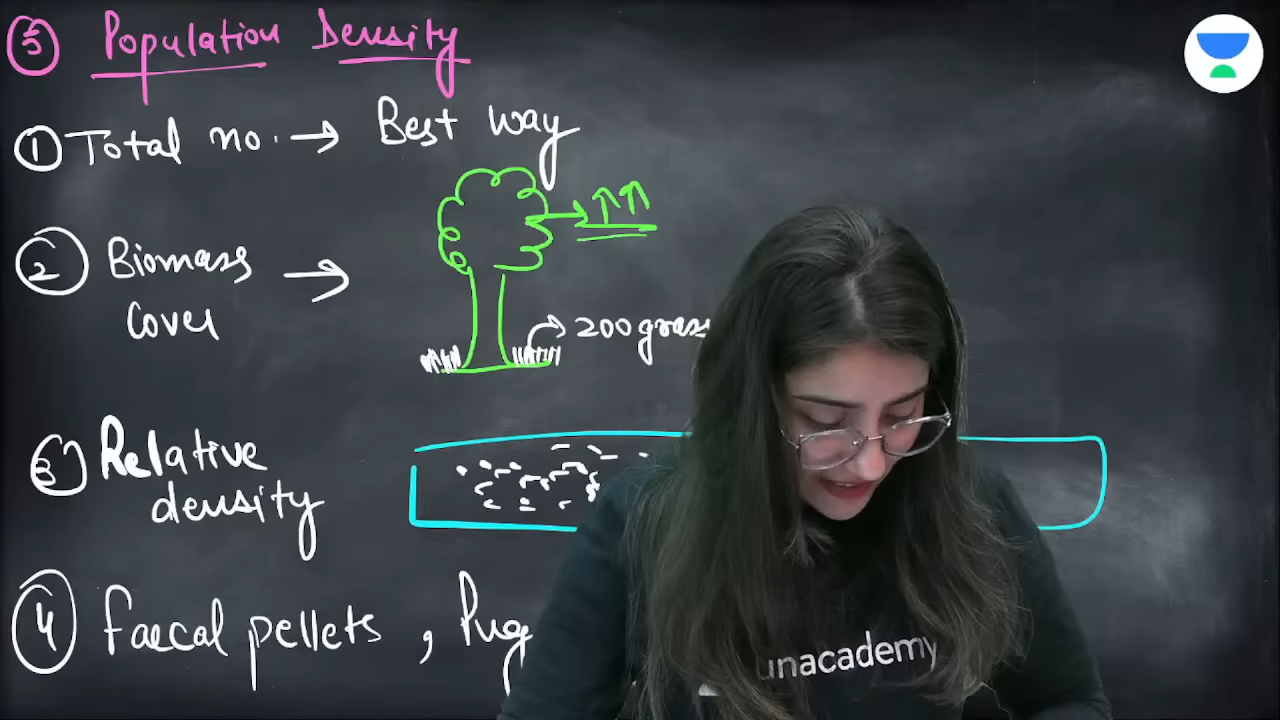 5 Population Density
1 Total no. → Best way
↑↑
2 Biomass →
Cover
200 grass
3 Relative
density
4 faecal pellets, Pug
unacademy